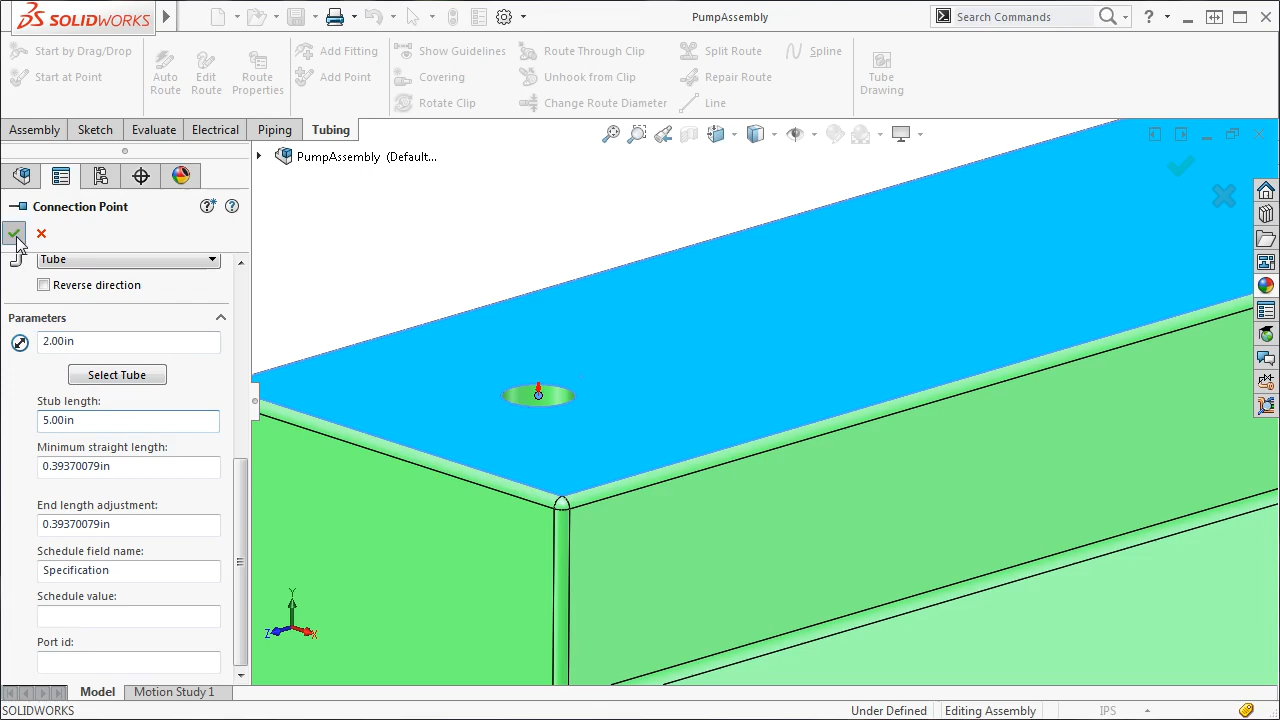 SOLIDWORKS
PumpAssembly
Search Commands
?
Start by Drag/Drop
Start at Point
Auto Route
Edit Route
Route Properties
Add Fitting
Add Point
Show Guidelines
Covering
Rotate Clip
Route Through Clip
Unhook from Clip
Change Route Diameter
Split Route
Repair Route
Line
Spline
Tube Drawing
Assembly
Sketch
Evaluate
Electrical
Piping
Tubing
PumpAssembly (Default...
Connection Point
Tube
Reverse direction
Parameters
2.00in
Select Tube
Stub length:
5.00in
Minimum straight length:
0.39370079in
End length adjustment:
0.39370079in
Schedule field name:
Specification
Schedule value:
Port id:
Y
Z
X
Model
Motion Study 1
SOLIDWORKS
Under Defined
Editing Assembly
IPS